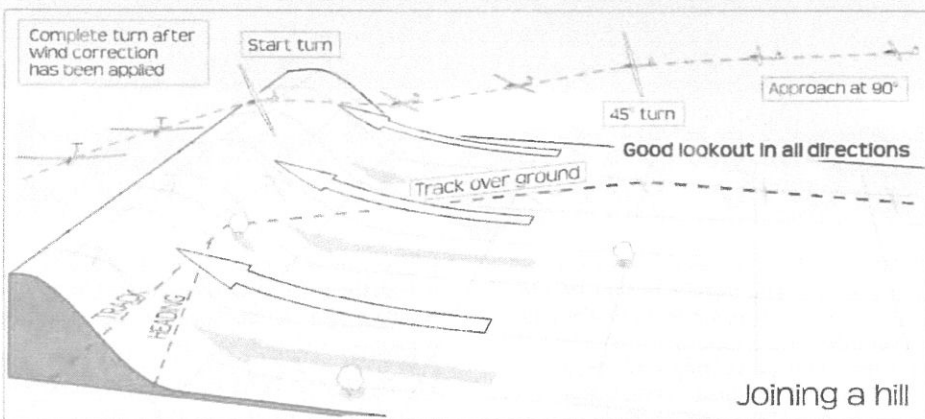 Complete turn after
wind correction
has been applied
Start turn
Approach at 90°
45° turn
Good lookout in all directions
Track over ground
TRACK
HEADING
Joining a hill